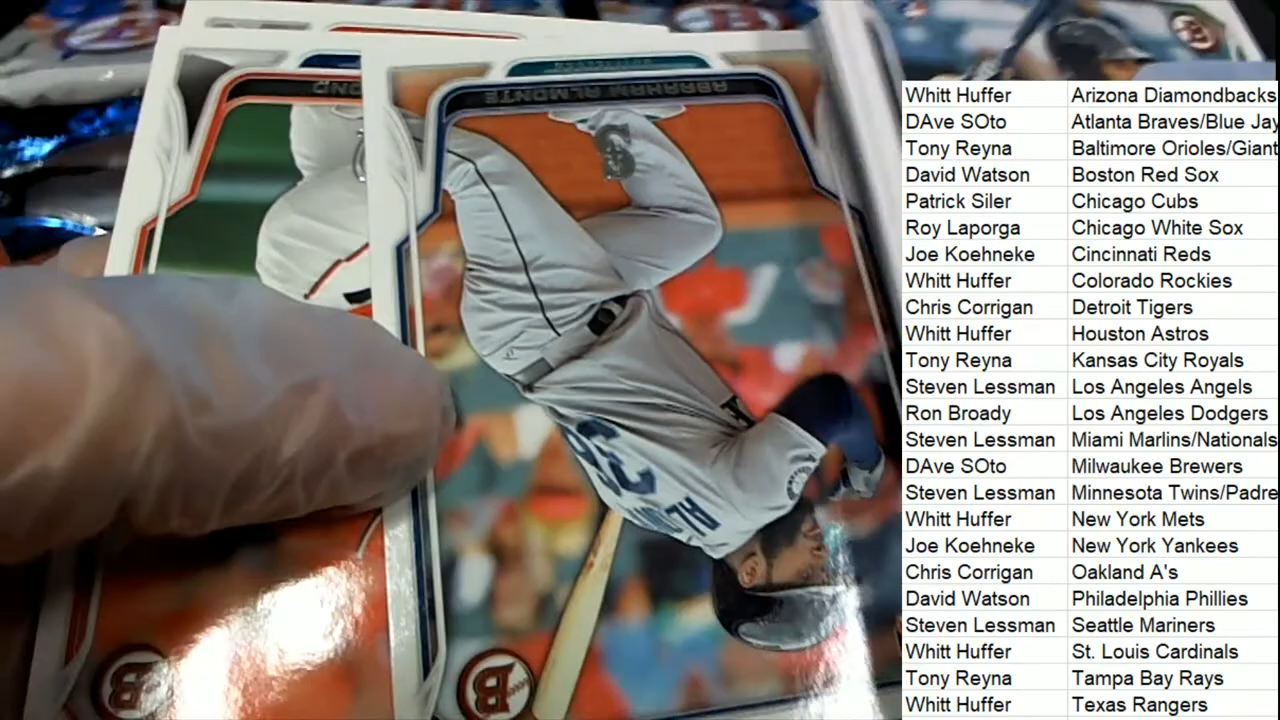 OND
ABRAHAM ALMONTE
S
B
B
Whitt Huffer Arizona Diamondbacks
DAve SOto Atlanta Braves/Blue Jay
Tony Reyna Baltimore Orioles/Giant
David Watson Boston Red Sox
Patrick Siler Chicago Cubs
Roy Laporga Chicago White Sox
Joe Koehneke Cincinnati Reds
Whitt Huffer Colorado Rockies
Chris Corrigan Detroit Tigers
Whitt Huffer Houston Astros
Tony Reyna Kansas City Royals
Steven Lessman Los Angeles Angels
Ron Broady Los Angeles Dodgers
Steven Lessman Miami Marlins/Nationals
DAve SOto Milwaukee Brewers
Steven Lessman Minnesota Twins/Padre
Whitt Huffer New York Mets
Joe Koehneke New York Yankees
Chris Corrigan Oakland A's
David Watson Philadelphia Phillies
Steven Lessman Seattle Mariners
Whitt Huffer St. Louis Cardinals
Tony Reyna Tampa Bay Rays
Whitt Huffer Texas Rangers